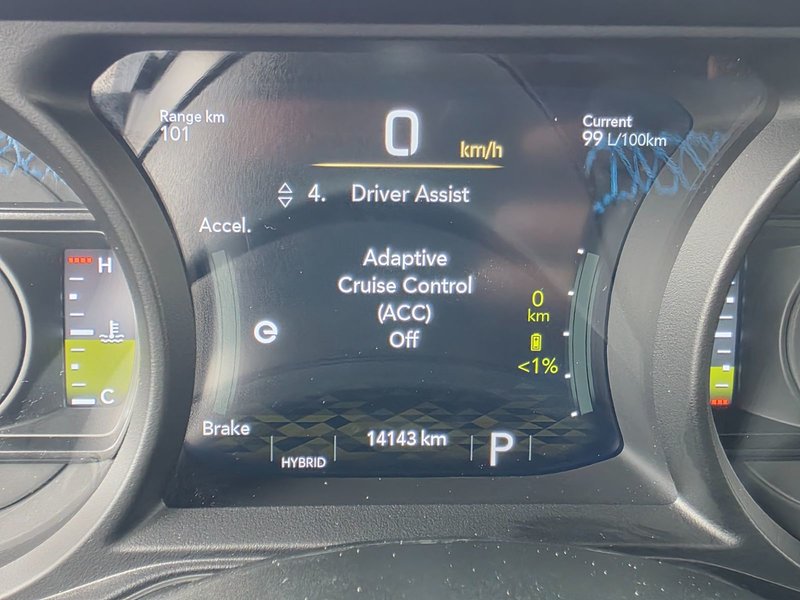 Range km
101
0
km/h
Current
99 L/100km
4. Driver Assist
Accel.
H
C
Adaptive
Cruise Control
(ACC)
Off
e
0
km
<1%
Brake
HYBRID
14143 km
P